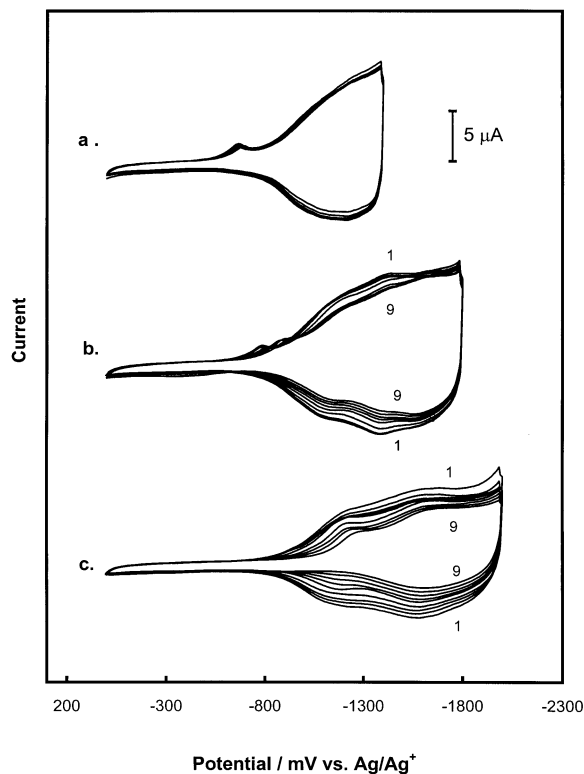 a .
5 μA
1
b.
9
9
1
1
9
c.
9
1
Current
200 -300 -800 -1300 -1800 -2300
Potential / mV vs. Ag/Ag+